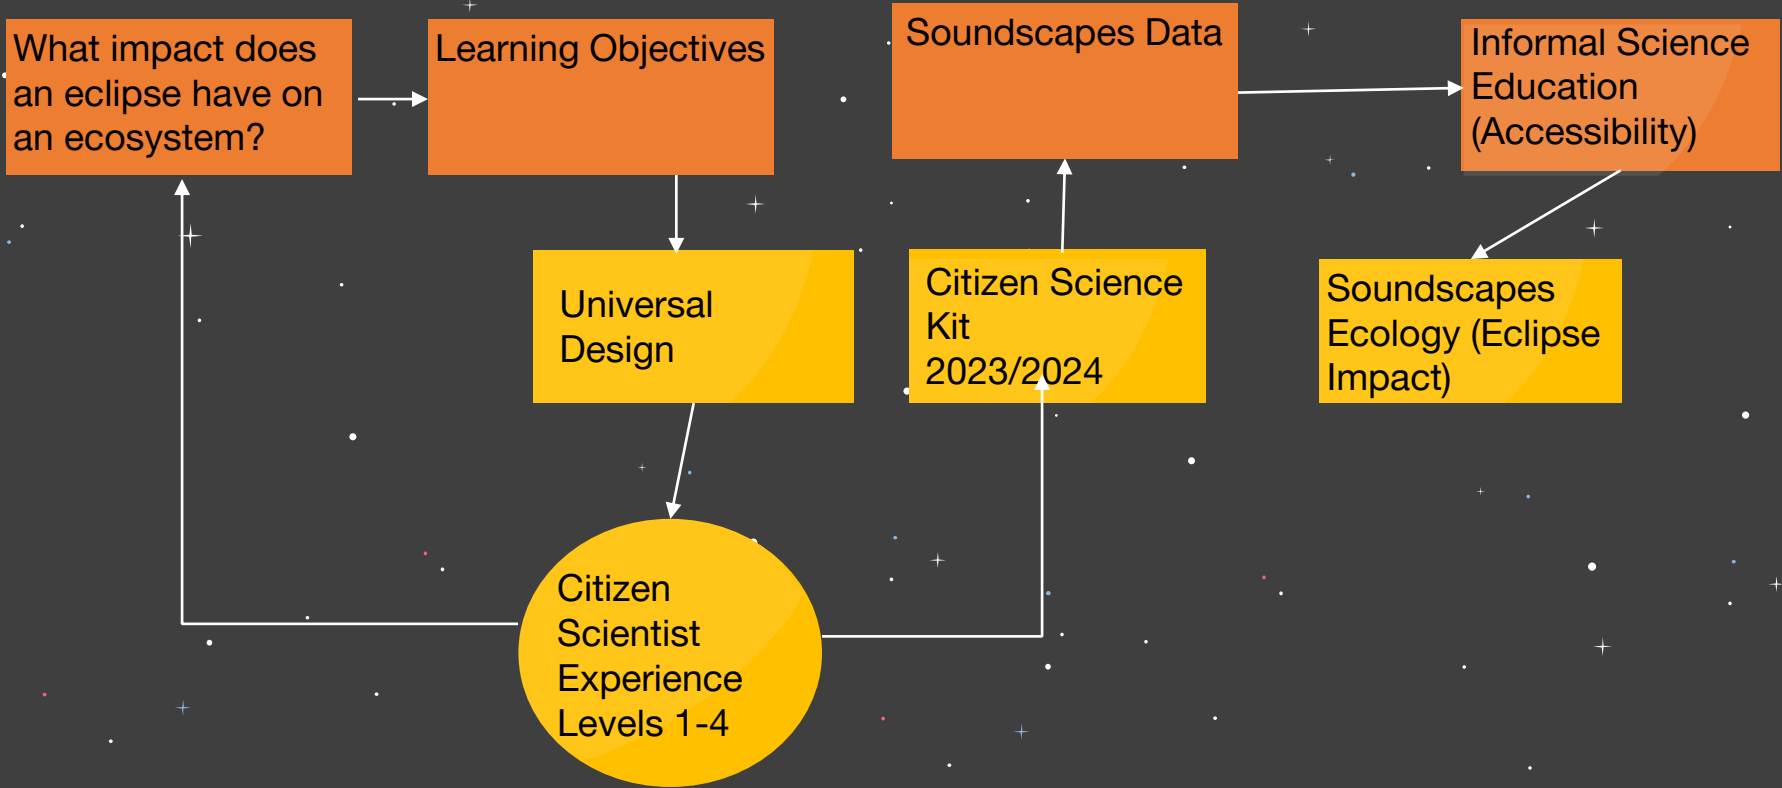 What impact does
an eclipse have on
an ecosystem?
Learning Objectives
Soundscapes Data
Informal Science
Education
(Accessibility)
Universal
Design
Citizen Science
Kit
2023/2024
Soundscapes
Ecology (Eclipse
Impact)
Citizen
Scientist
Experience
Levels 1-4